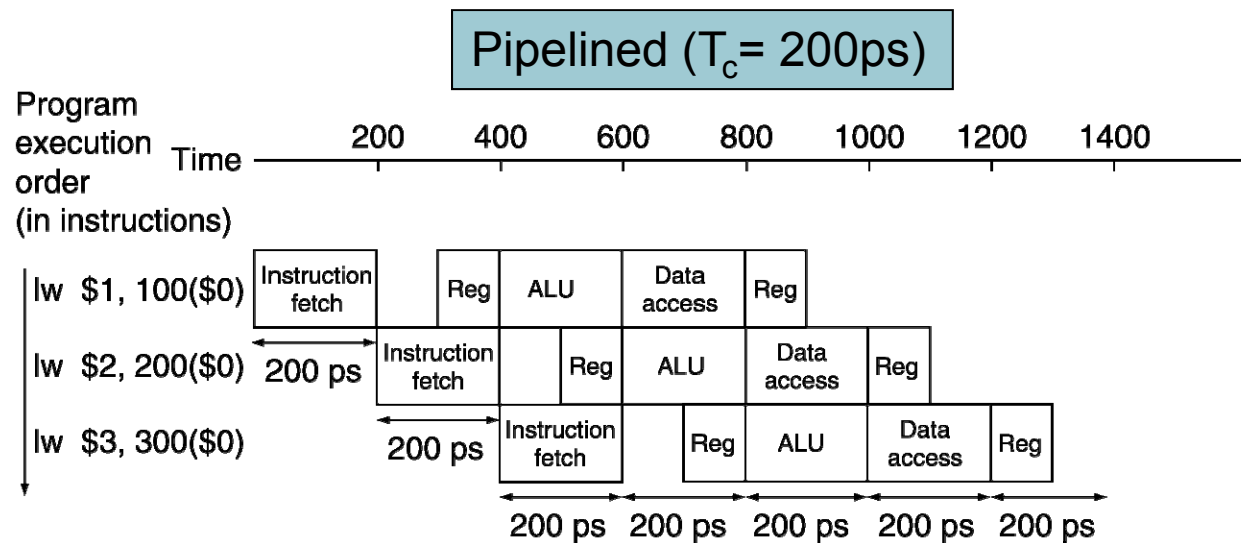 Pipelined (Tc= 200ps)
Program
execution
order
(in instructions)
Time
200 400 600 800 1000 1200 1400
lw $1, 100($0)
Instruction
fetch
Reg
ALU
Data
access
Reg
200 ps
lw $2, 200($0)
Instruction
fetch
Reg
ALU
Data
access
Reg
200 ps
lw $3, 300($0)
Instruction
fetch
Reg
ALU
Data
access
Reg
200 ps 200 ps 200 ps 200 ps 200 ps